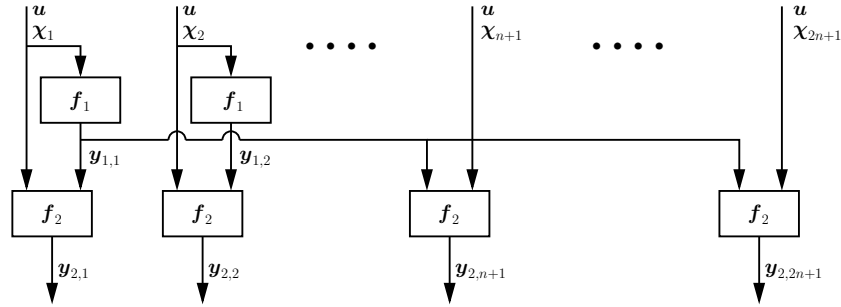 u u u u
χ₁ χ₂ χₙ₊₁ χ₂ₙ₊₁
f₁ f₁
y₁,₁ y₁,₂
f₂ f₂ f₂ f₂
y₂,₁ y₂,₂ y₂,ₙ₊₁ y₂,₂ₙ₊₁